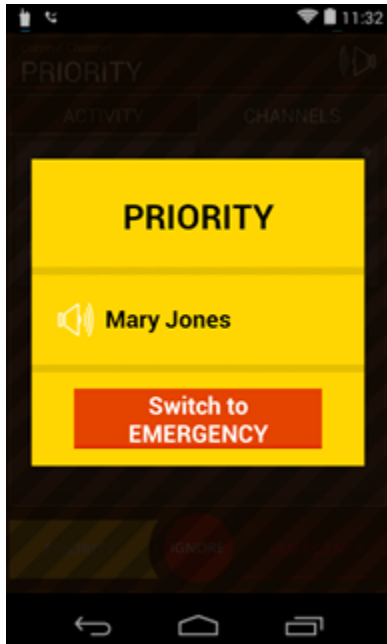 11:32
PRIORITY
ACTIVITY CHANNELS
PRIORITY
Mary Jones
Switch to
EMERGENCY
IGNORE